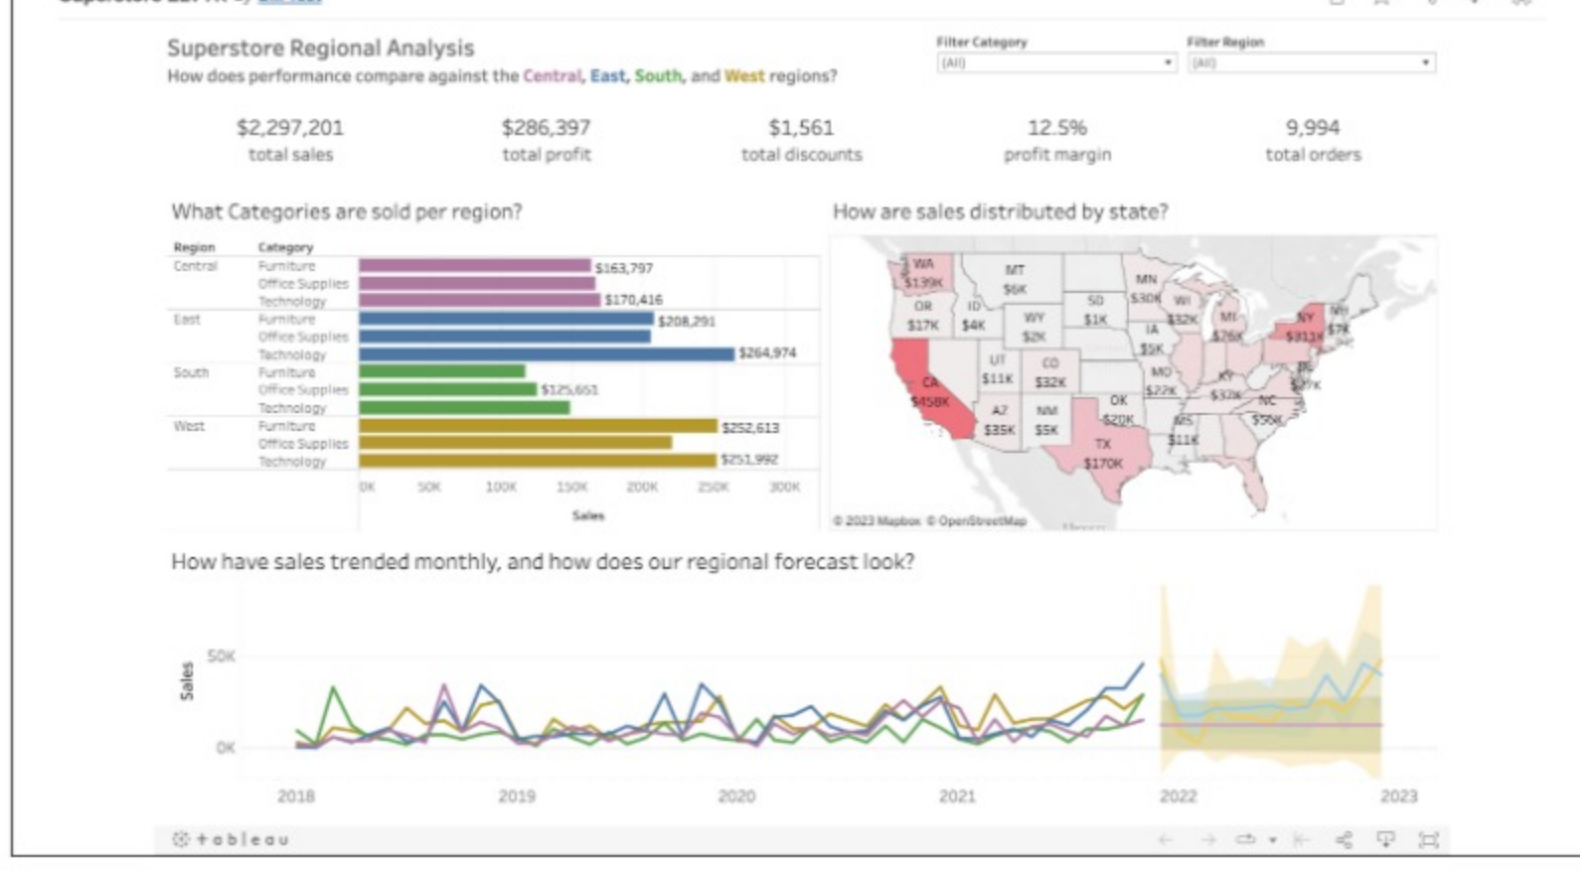 Superstore Regional Analysis
How does performance compare against the Central, East, South, and West regions?
Filter Category
(All)
Filter Region
(All)
$2,297,201
total sales
$286,397
total profit
$1,561
total discounts
12.5%
profit margin
9,994
total orders
What Categories are sold per region?
Region Category
Central Furniture $163,797
Office Supplies
Technology $170,416
East Furniture $208,291
Office Supplies
Technology $264,974
South Furniture
Office Supplies $125,651
Technology
West Furniture $252,613
Office Supplies
Technology $251,992
0K 50K 100K 150K 200K 250K 300K
Sales
How are sales distributed by state?
WA
$139K
MT
$6K
MN
$30K
OR
$17K
ID
$4K
WY
$2K
SD
$1K
WI
$32K
MI
$76K
NY
$311K
IA
$5K
CA
$458K
UT
$11K
CO
$32K
MO
$22K
KY
$37K
AZ
$35K
NM
$5K
OK
$20K
MS
$11K
NC
$56K
TX
$170K
© 2023 Mapbox © OpenStreetMap
Mexico
How have sales trended monthly, and how does our regional forecast look?
Sales
50K
0K
2018 2019 2020 2021 2022 2023
+ableau